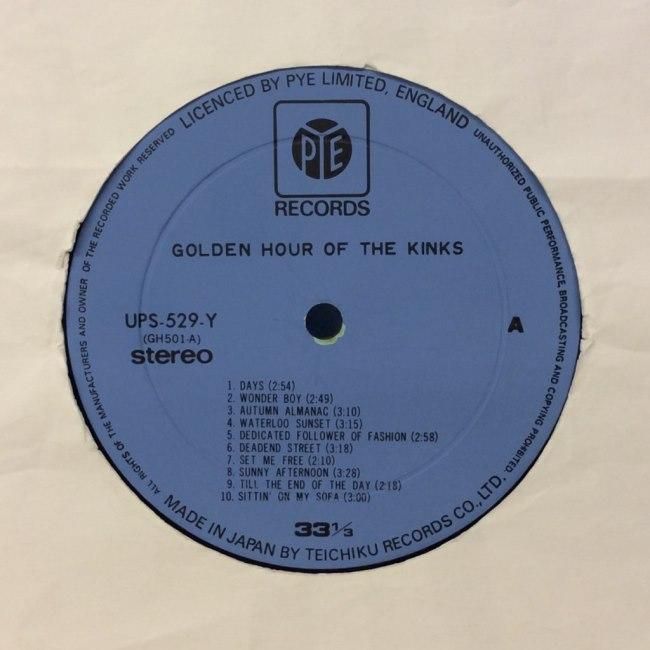 LICENCED BY PYE LIMITED, ENGLAND
UNAUTHORIZED PUBLIC PERFORMANCE, BROADCASTING AND COPYING PROHIBITED.
ALL RIGHTS OF THE MANUFACTURERS AND OWNER OF THE RECORDED WORK RESERVED
PYE
RECORDS
GOLDEN HOUR OF THE KINKS
UPS-529-Y
(GH501-A)
stereo
A
1. DAYS (2:54)
2. WONDER BOY (2:49)
3. AUTUMN ALMANAC (3:10)
4. WATERLOO SUNSET (3:15)
5. DEDICATED FOLLOWER OF FASHION (2:58)
6. DEADEND STREET (3:18)
7. SET ME FREE (2:10)
8. SUNNY AFTERNOON (3:28)
9. TILL THE END OF THE DAY (2:18)
10. SITTIN' ON MY SOFA (3:00)
33 1/3
MADE IN JAPAN BY TEICHIKU RECORDS CO., LTD.